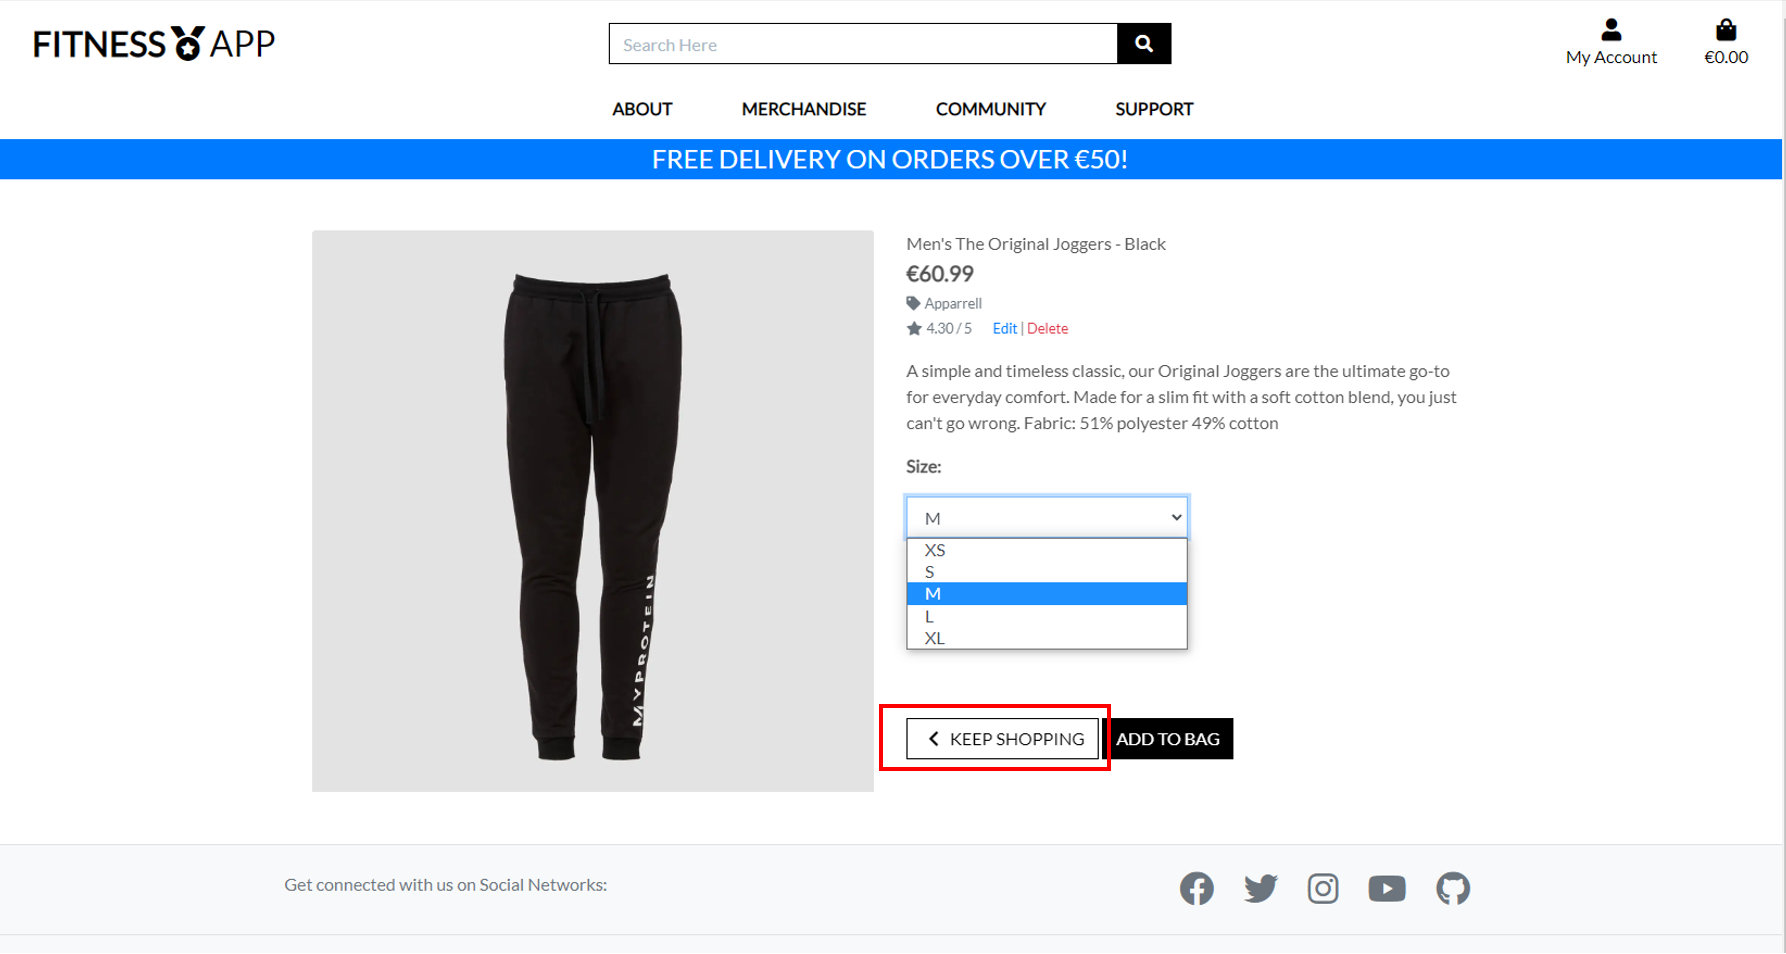 FITNESS APP
Search Here
My Account
€0.00
ABOUT
MERCHANDISE
COMMUNITY
SUPPORT
FREE DELIVERY ON ORDERS OVER €50!
MYPROTEIN
Men's The Original Joggers - Black
€60.99
Apparrell
4.30 / 5 Edit | Delete
A simple and timeless classic, our Original Joggers are the ultimate go-to
for everyday comfort. Made for a slim fit with a soft cotton blend, you just
can't go wrong. Fabric: 51% polyester 49% cotton
Size:
M
XS
S
M
L
XL
KEEP SHOPPING
ADD TO BAG
Get connected with us on Social Networks: